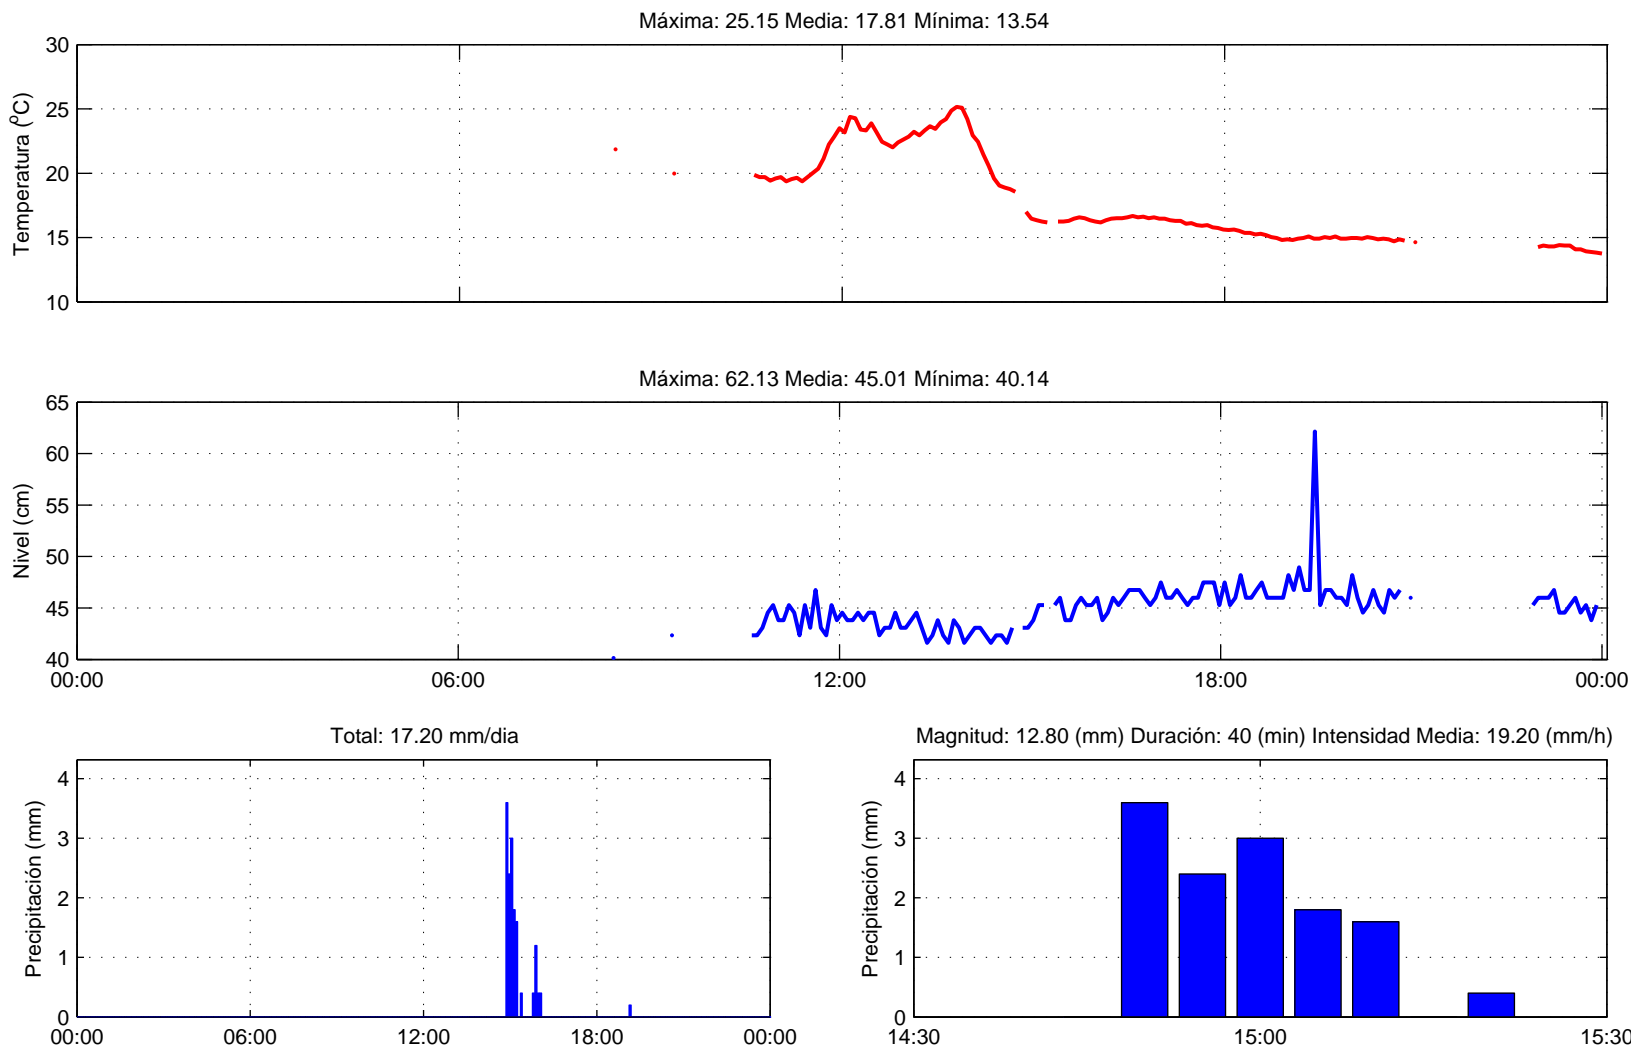 Máxima: 25.15 Media: 17.81 Mínima: 13.54
Temperatura (ºC)
30
25
20
15
10
Máxima: 62.13 Media: 45.01 Mínima: 40.14
Nivel (cm)
65
60
55
50
45
40
00:00 06:00 12:00 18:00 00:00
Total: 17.20 mm/dia
Precipitación (mm)
4
3
2
1
0
00:00 06:00 12:00 18:00 00:00
Magnitud: 12.80 (mm) Duración: 40 (min) Intensidad Media: 19.20 (mm/h)
Precipitación (mm)
4
3
2
1
0
14:30 15:00 15:30